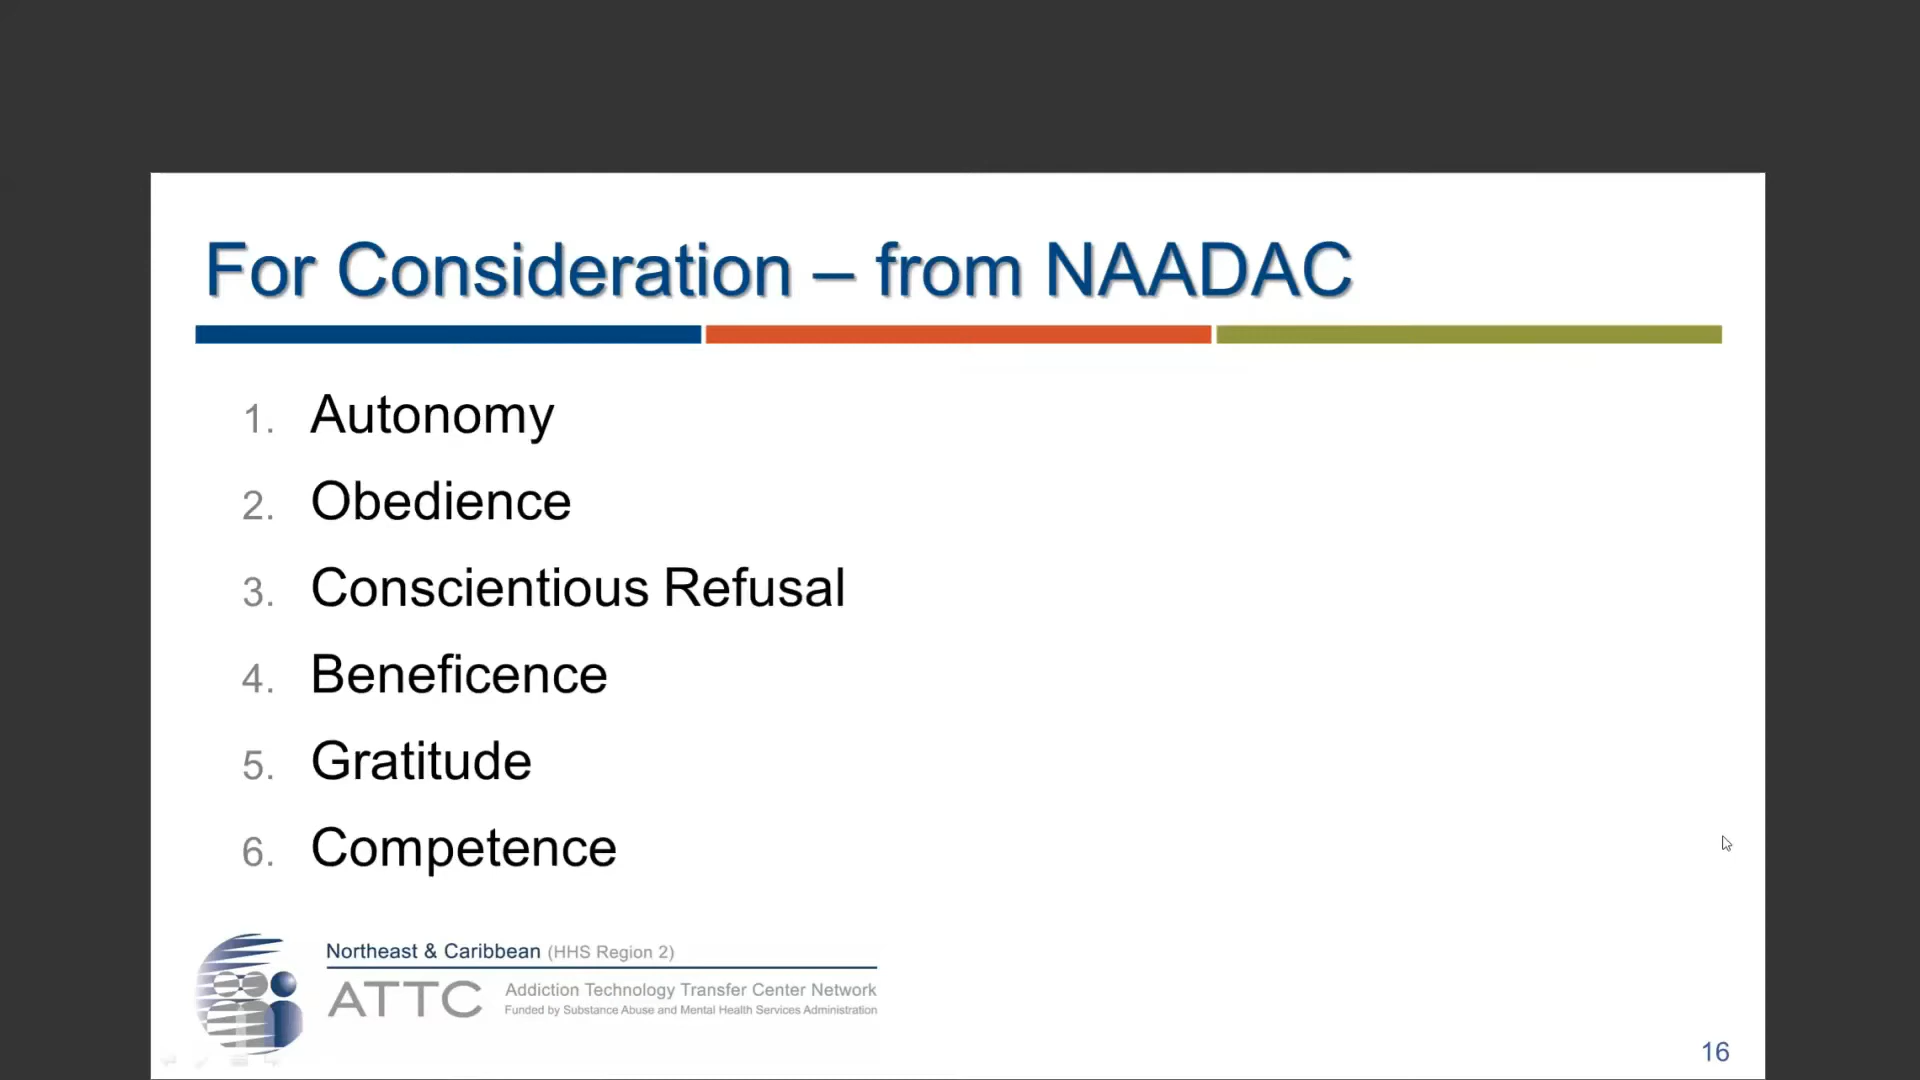 For Consideration – from NAADAC
1. Autonomy
2. Obedience
3. Conscientious Refusal
4. Beneficence
5. Gratitude
6. Competence
Northeast & Caribbean (HHS Region 2)
ATTC Addiction Technology Transfer Center Network
Funded by Substance Abuse and Mental Health Services Administration
16